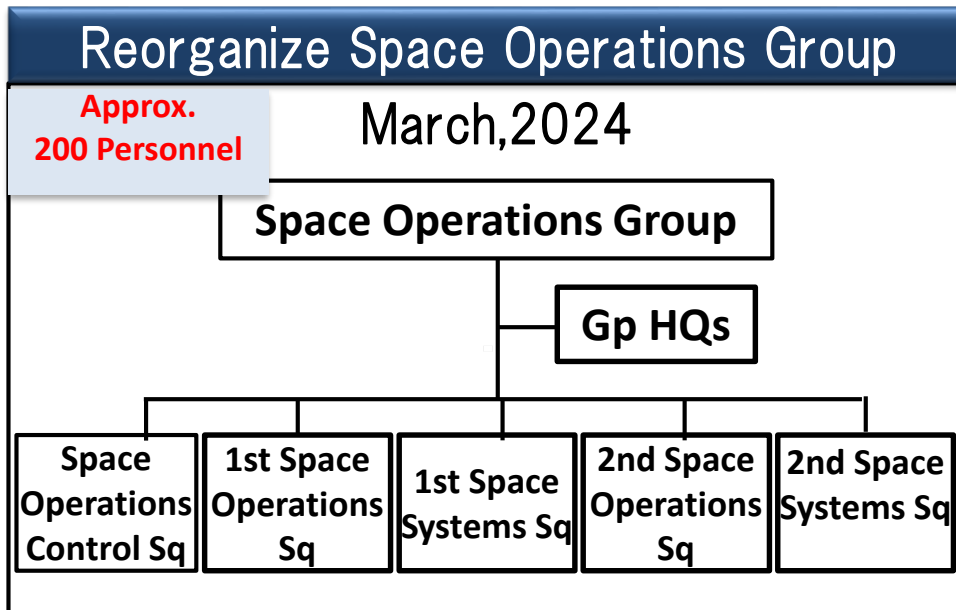 Reorganize Space Operations Group
Approx.
200 Personnel
March,2024
Space Operations Group
Gp HQs
Space
Operations
Control Sq
1st Space
Operations
Sq
1st Space
Systems Sq
2nd Space
Operations
Sq
2nd Space
Systems Sq